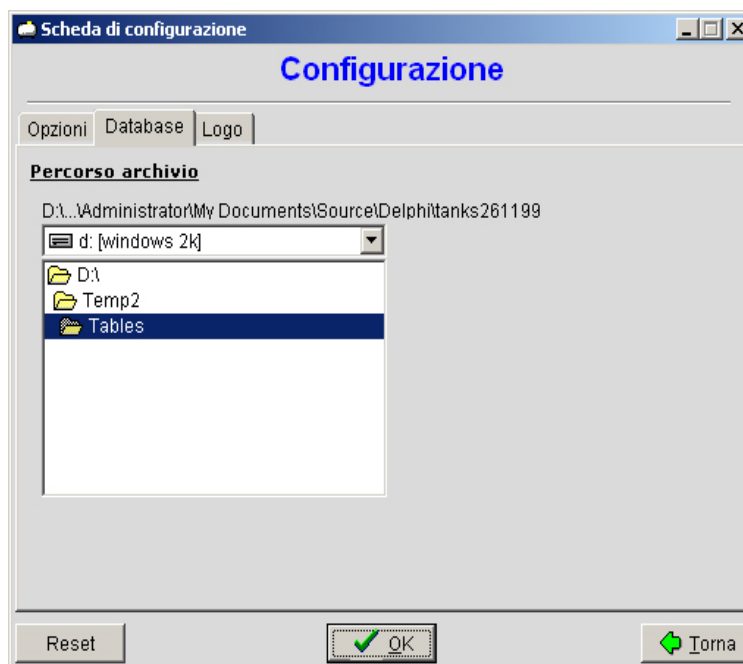 Scheda di configurazione
Configurazione
Opzioni Database Logo
Percorso archivio
D:\...\Administrator\My Documents\Source\Delphi\tanks261199
d: [windows 2k]
D:\
Temp2
Tables
Reset OK Torna